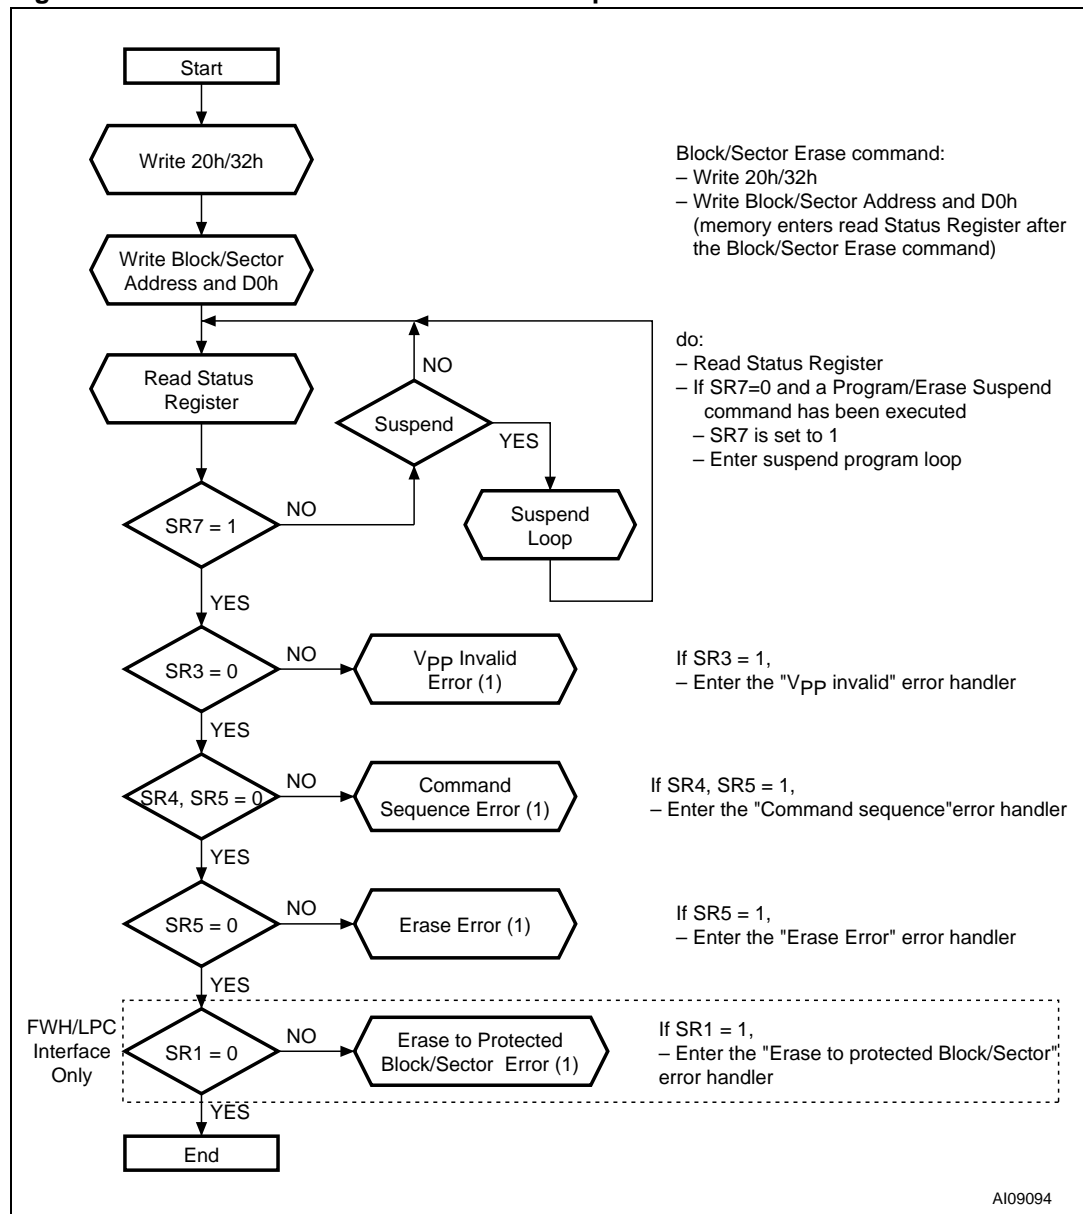 Start
Write 20h/32h
Block/Sector Erase command:
– Write 20h/32h
– Write Block/Sector Address and D0h
(memory enters read Status Register after
the Block/Sector Erase command)
Write Block/Sector
Address and D0h
do:
– Read Status Register
– If SR7=0 and a Program/Erase Suspend
command has been executed
– SR7 is set to 1
– Enter suspend program loop
Read Status
Register
NO
Suspend
YES
SR7 = 1
NO
Suspend
Loop
YES
SR3 = 0
NO
VPP Invalid
Error (1)
If SR3 = 1,
– Enter the "VPP invalid" error handler
YES
SR4, SR5 = 0
NO
Command
Sequence Error (1)
If SR4, SR5 = 1,
– Enter the "Command sequence"error handler
YES
SR5 = 0
NO
Erase Error (1)
If SR5 = 1,
– Enter the "Erase Error" error handler
YES
FWH/LPC
Interface
Only
SR1 = 0
NO
Erase to Protected
Block/Sector Error (1)
If SR1 = 1,
– Enter the "Erase to protected Block/Sector"
error handler
YES
End
AI09094